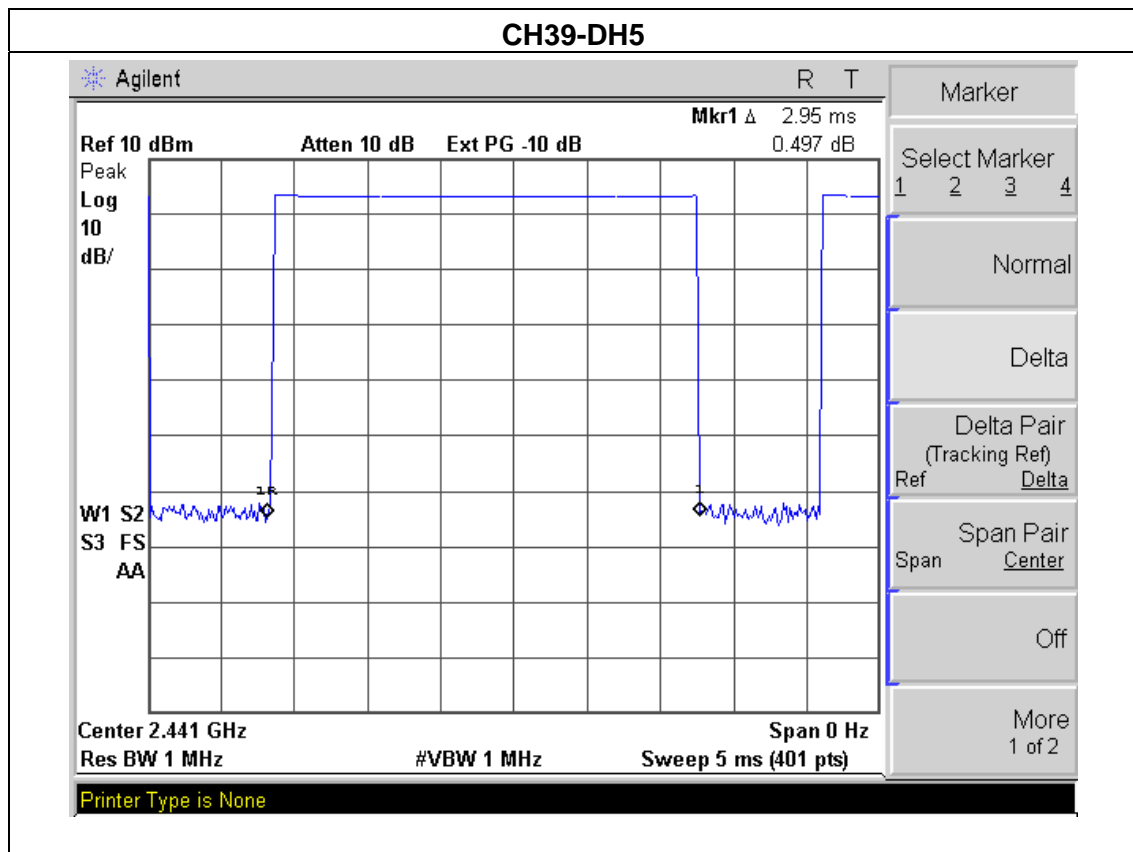 CH39-DH5
Agilent R T
Mkr1 Δ 2.95 ms
Ref 10 dBm Atten 10 dB Ext PG -10 dB 0.497 dB
Peak
Log
10
dB/
1R 1
W1 S2
S3 FS
AA
Center 2.441 GHz Span 0 Hz
Res BW 1 MHz #VBW 1 MHz Sweep 5 ms (401 pts)
Printer Type is None
Marker
Select Marker
1 2 3 4
Normal
Delta
Delta Pair
(Tracking Ref)
Ref Delta
Span Pair
Span Center
Off
More
1 of 2